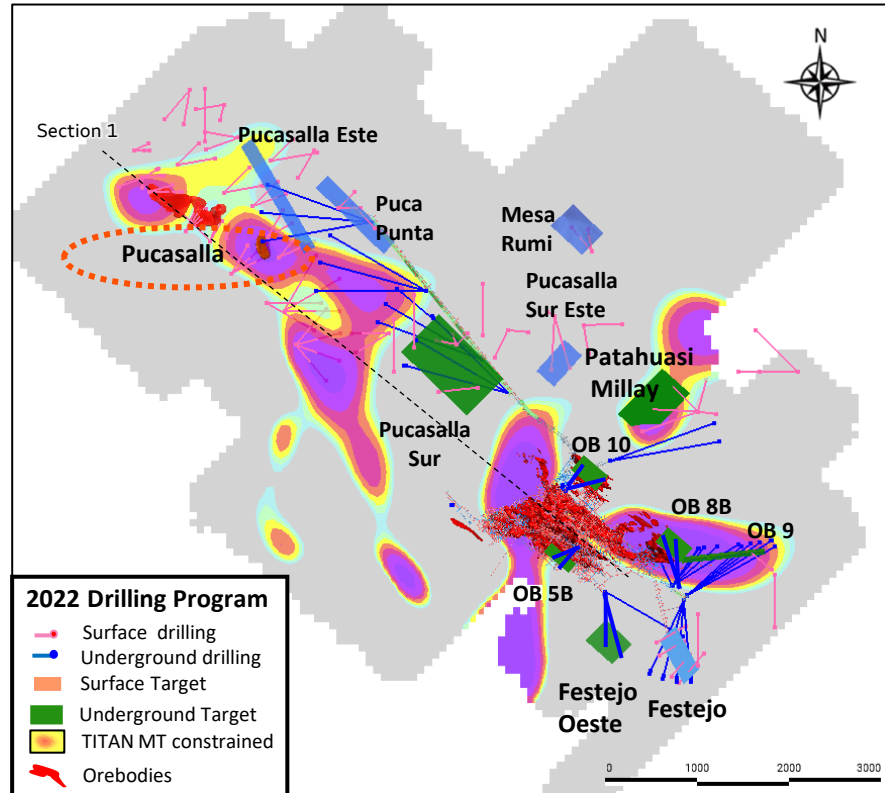 N
Section 1
Pucasalla Este
Puca
Punta
Mesa
Rumi
Pucasalla
Pucasalla
Sur Este
Patahuasi
Millay
Pucasalla
Sur
OB 10
OB 8B
OB 9
OB 5B
Festejo
Oeste
Festejo
2022 Drilling Program
Surface drilling
Underground drilling
Surface Target
Underground Target
TITAN MT constrained
Orebodies
0 1000 2000 3000